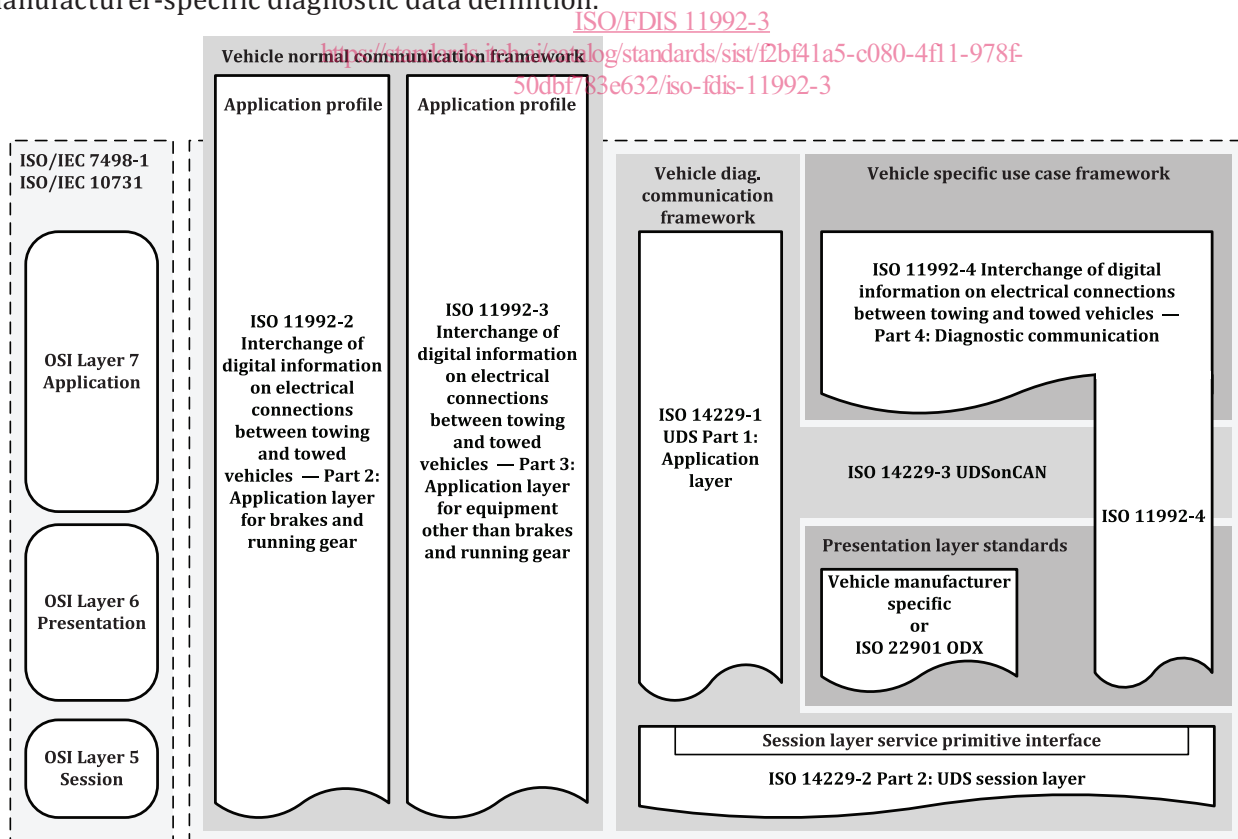 manufacturer-specific diagnostic data definition.
ISO/FDIS 11992-3
https://standards.iteh.ai/catalog/standards/sist/f2bf41a5-c080-4f11-978f-
50dbf783e632/iso-fdis-11992-3
Vehicle normal communication framework
Application profile
Application profile
ISO/IEC 7498-1
ISO/IEC 10731
OSI Layer 7
Application
OSI Layer 6
Presentation
OSI Layer 5
Session
ISO 11992-2
Interchange of
digital information
on electrical
connections
between towing
and towed
vehicles — Part 2:
Application layer
for brakes and
running gear
ISO 11992-3
Interchange of
digital information
on electrical
connections
between towing
and towed
vehicles — Part 3:
Application layer
for equipment
other than brakes
and running gear
Vehicle diag.
communication
framework
ISO 14229-1
UDS Part 1:
Application
layer
Vehicle specific use case framework
ISO 11992-4 Interchange of digital
information on electrical connections
between towing and towed vehicles —
Part 4: Diagnostic communication
ISO 14229-3 UDSonCAN
ISO 11992-4
Presentation layer standards
Vehicle manufacturer
specific
or
ISO 22901 ODX
Session layer service primitive interface
ISO 14229-2 Part 2: UDS session layer